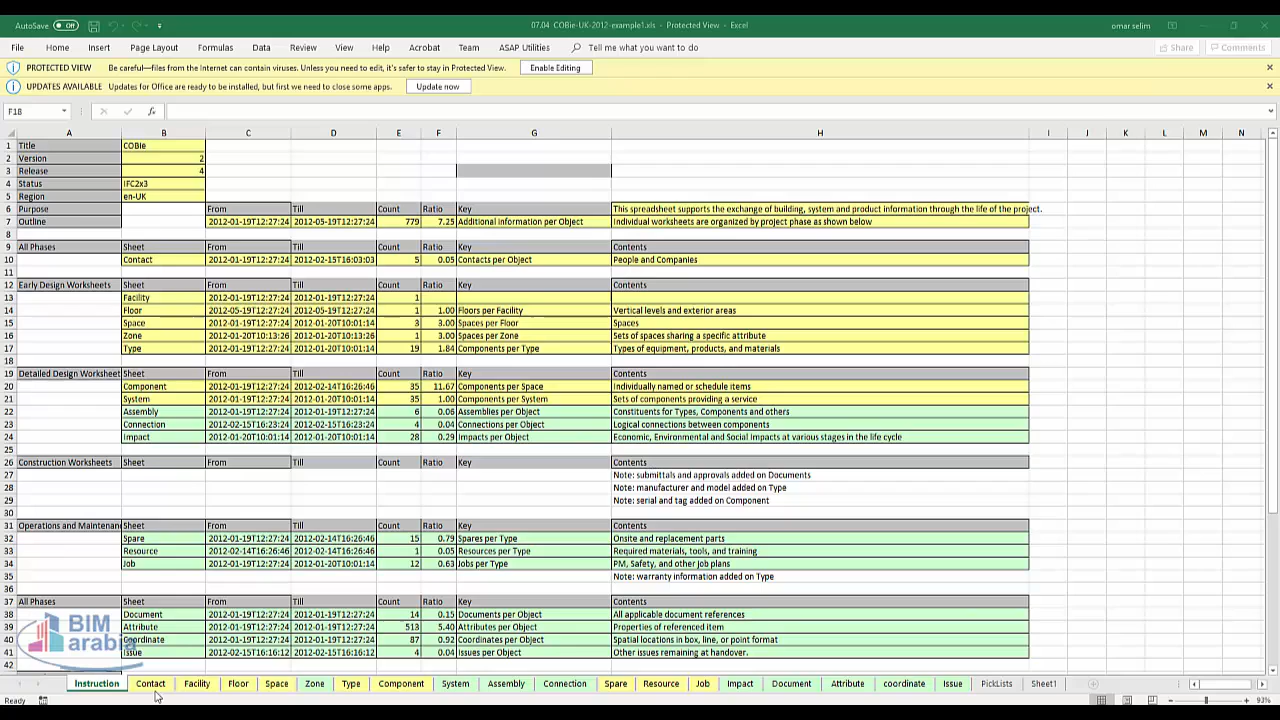 AutoSave Off 07.04 COBie-UK-2012-example1.xls - Protected View - Excel omar selim
File Home Insert Page Layout Formulas Data Review View Help Acrobat Team ASAP Utilities Tell me what you want to do Share Comments
PROTECTED VIEW Be careful—files from the Internet can contain viruses. Unless you need to edit, it's safer to stay in Protected View. Enable Editing
UPDATES AVAILABLE Updates for Office are ready to be installed, but first we need to close some apps. Update now
F18 fx
A B C D E F G H I J K L M N
1 Title COBie
2 Version 2
3 Release 4
4 Status IFC2x3
5 Region en-UK
6 Purpose From Till Count Ratio Key This spreadsheet supports the exchange of building, system and product information through the life of the project.
7 Outline 2012-01-19T12:27:24 2012-05-19T12:27:24 779 7.25 Additional information per Object Individual worksheets are organized by project phase as shown below
8
9 All Phases Sheet From Till Count Ratio Key Contents
10 Contact 2012-01-19T12:27:24 2012-02-15T16:03:03 5 0.05 Contacts per Object People and Companies
11
12 Early Design Worksheets Sheet From Till Count Ratio Key Contents
13 Facility 2012-01-19T12:27:24 2012-01-19T12:27:24 1
14 Floor 2012-05-19T12:27:24 2012-05-19T12:27:24 1 1.00 Floors per Facility Vertical levels and exterior areas
15 Space 2012-01-19T12:27:24 2012-01-20T10:01:14 3 3.00 Spaces per Floor Spaces
16 Zone 2012-01-20T10:13:26 2012-01-20T10:13:26 1 3.00 Spaces per Zone Sets of spaces sharing a specific attribute
17 Type 2012-01-19T12:27:24 2012-01-20T10:01:14 19 1.84 Components per Type Types of equipment, products, and materials
18
19 Detailed Design Worksheet Sheet From Till Count Ratio Key Contents
20 Component 2012-01-19T12:27:24 2012-02-14T16:26:46 35 11.67 Components per Space Individually named or schedule items
21 System 2012-01-19T12:27:24 2012-01-20T10:01:14 35 1.00 Components per System Sets of components providing a service
22 Assembly 2012-01-19T12:27:24 2012-01-19T12:27:24 6 0.06 Assemblies per Object Constituents for Types, Components and others
23 Connection 2012-02-15T16:23:24 2012-02-15T16:23:24 4 0.04 Connections per Object Logical connections between components
24 Impact 2012-01-20T10:01:14 2012-01-20T10:01:14 28 0.29 Impacts per Object Economic, Environmental and Social Impacts at various stages in the life cycle
25
26 Construction Worksheets Sheet From Till Count Ratio Key Contents
27 Note: submittals and approvals added on Documents
28 Note: manufacturer and model added on Type
29 Note: serial and tag added on Component
30
31 Operations and Maintenan Sheet From Till Count Ratio Key Contents
32 Spare 2012-01-19T12:27:24 2012-02-14T16:26:46 15 0.79 Spares per Type Onsite and replacement parts
33 Resource 2012-02-14T16:26:46 2012-02-14T16:26:46 1 0.05 Resources per Type Required materials, tools, and training
34 Job 2012-01-19T12:27:24 2012-01-20T10:01:14 12 0.63 Jobs per Type PM, Safety, and other job plans
35 Note: warranty information added on Type
36
37 All Phases Sheet From Till Count Ratio Key Contents
38 Document 2012-01-19T12:27:24 2012-01-19T12:27:24 14 0.15 Documents per Object All applicable document references
39 Attribute 2012-01-19T12:27:24 2012-01-19T12:27:24 513 5.40 Attributes per Object Properties of referenced item
40 Coordinate 2012-01-19T12:27:24 2012-01-19T12:27:24 87 0.92 Coordinates per Object Spatial locations in box, line, or point format
41 Issue 2012-02-15T16:16:12 2012-02-15T16:16:12 4 0.04 Issues per Object Other issues remaining at handover.
42
BIM
arabia
Instruction Contact Facility Floor Space Zone Type Component System Assembly Connection Spare Resource Job Impact Document Attribute coordinate Issue PickLists Sheet1
Ready 93%